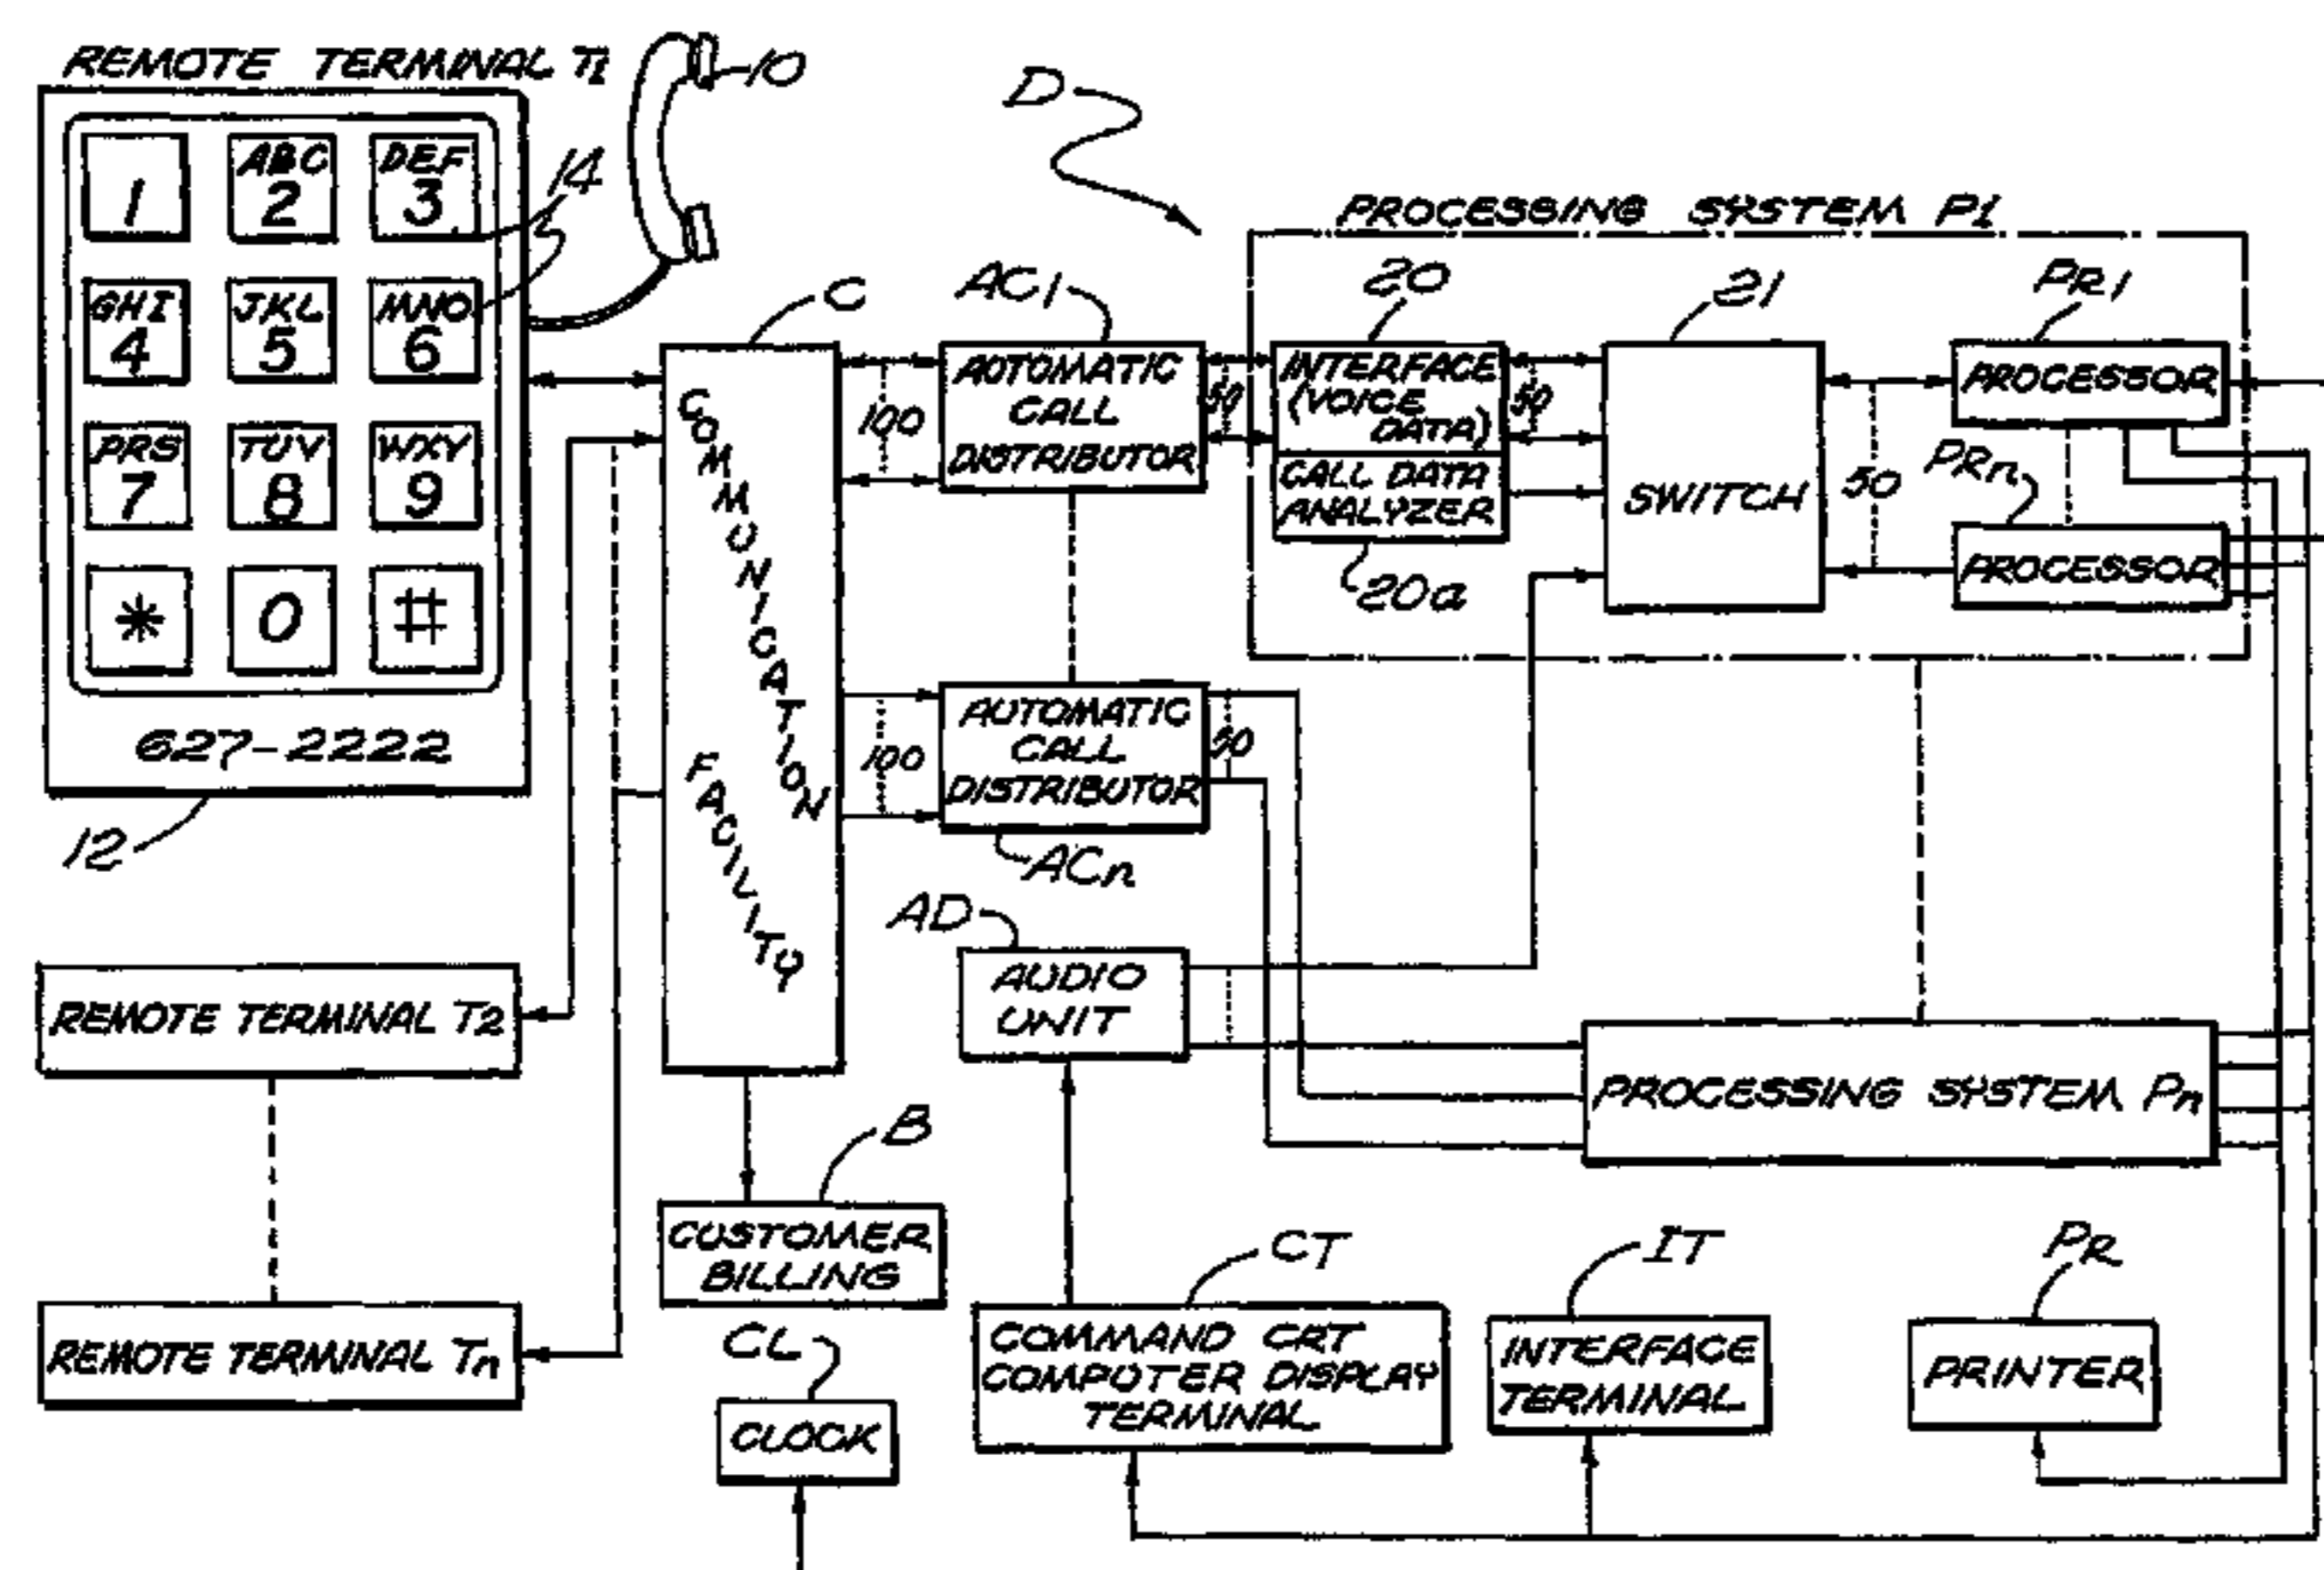 REMOTE TERMINAL T1
10
D
1
ABC
2
DEF
3
14
PROCESSING SYSTEM P1
GHI
4
JKL
5
MNO
6
C
AC1
20
21
PR1
COMMUNICATION
FACILITY
100
AUTOMATIC
CALL
DISTRIBUTOR
50
INTERFACE
(VOICE
DATA)
50
CALL DATA
ANALYZER
20a
SWITCH
50
PROCESSOR
PRn
PROCESSOR
PRS
7
TUV
8
WXY
9
*
0
#
627-2222
12
100
AUTOMATIC
CALL
DISTRIBUTOR
50
ACn
AD
AUDIO
UNIT
REMOTE TERMINAL T2
PROCESSING SYSTEM Pn
B
CUSTOMER
BILLING
CT
IT
PR
REMOTE TERMINAL Tn
CL
CLOCK
COMMAND CRT
COMPUTER DISPLAY
TERMINAL
INTERFACE
TERMINAL
PRINTER